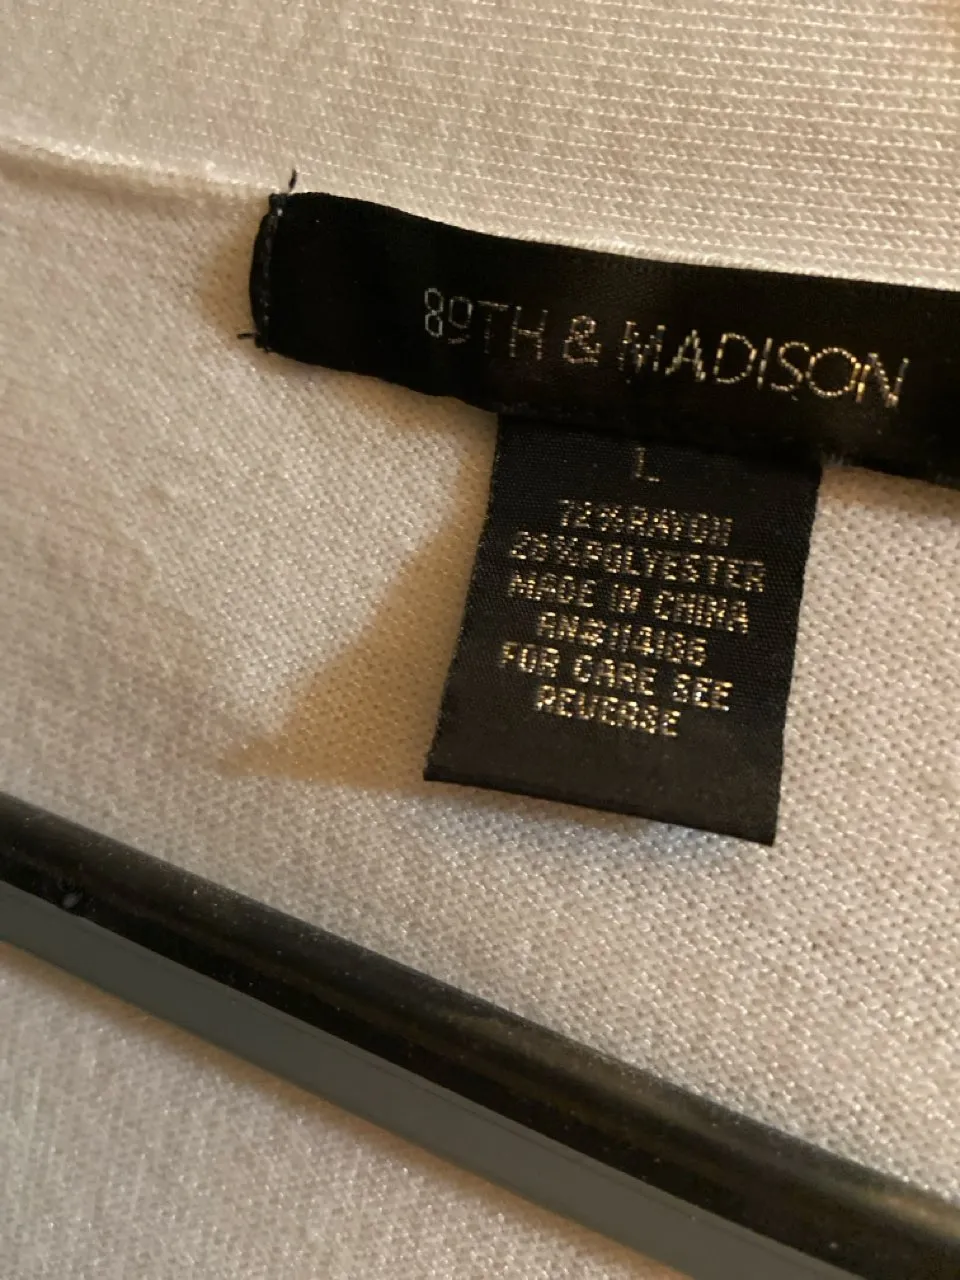 89TH & MADISON
L
72%RAYON
28%POLYESTER
MADE IN CHINA
RN#114186
FOR CARE SEE
REVERSE